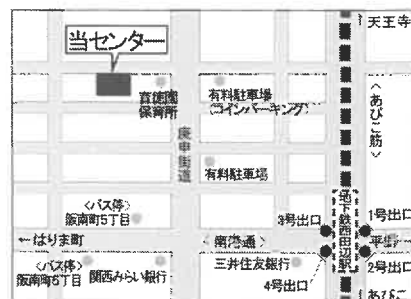 ↑天王寺
当センター
育徳園
保育所
有料駐車場
(コインパーキング)
<あびこ筋>
庚申街道
有料駐車場
<バス停>
阪南町5丁目
地下鉄西田辺駅
3号出口
1号出口
←はりま町
<南港通>
平野→
<バス停>
阪南町5丁目
関西みらい銀行
三井住友銀行
4号出口
2号出口
↓あびこ